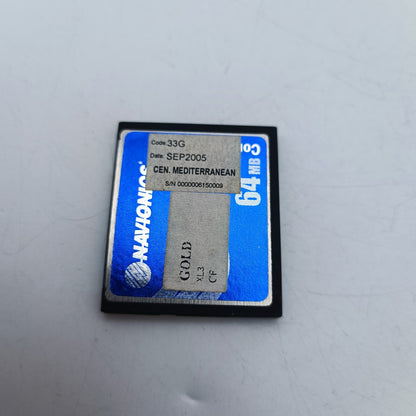 Code: 33G
Date: SEP2005
CEN. MEDITERRANEAN
S/N 0000006150009
NAVIONICS
64 MB
GOLD
XL3
CF